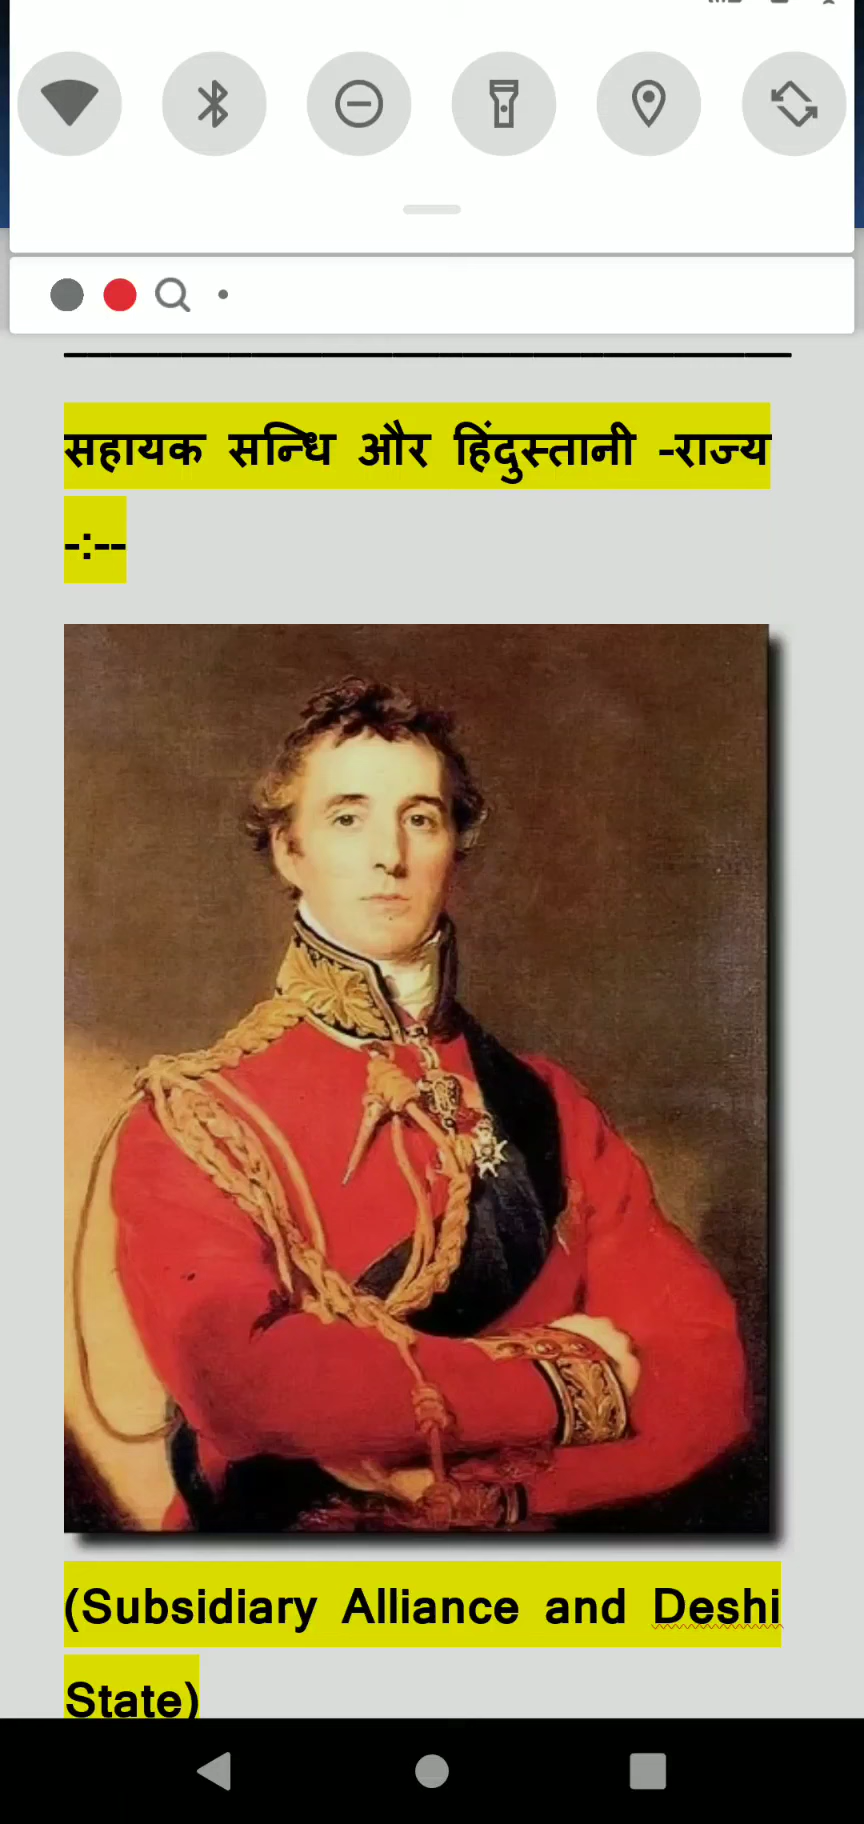 सहायक सन्धि और हिंदुस्तानी -राज्य
-:--
(Subsidiary Alliance and Deshi
State)